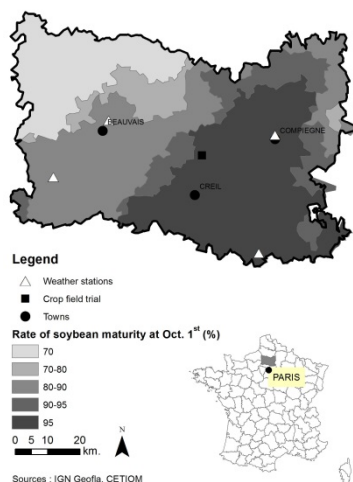 BEAUVAIS
COMPIEGNE
CREIL
Legend
Weather stations
Crop field trial
Towns
Rate of soybean maturity at Oct. 1st (%)
70
70-80
80-90
90-95
95
0 5 10 20
km.
N
PARIS
Sources : IGN Geofla, CETIOM